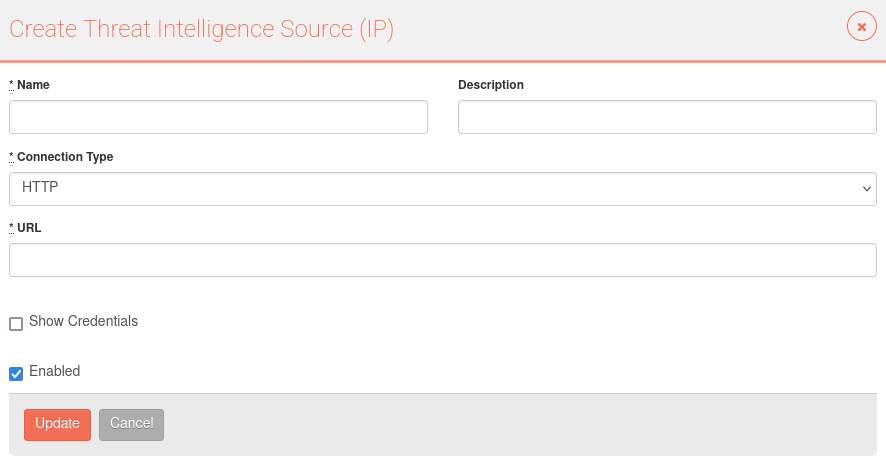 Create Threat Intelligence Source (IP)
* Name
Description
* Connection Type
HTTP
* URL
Show Credentials
Enabled
Update
Cancel